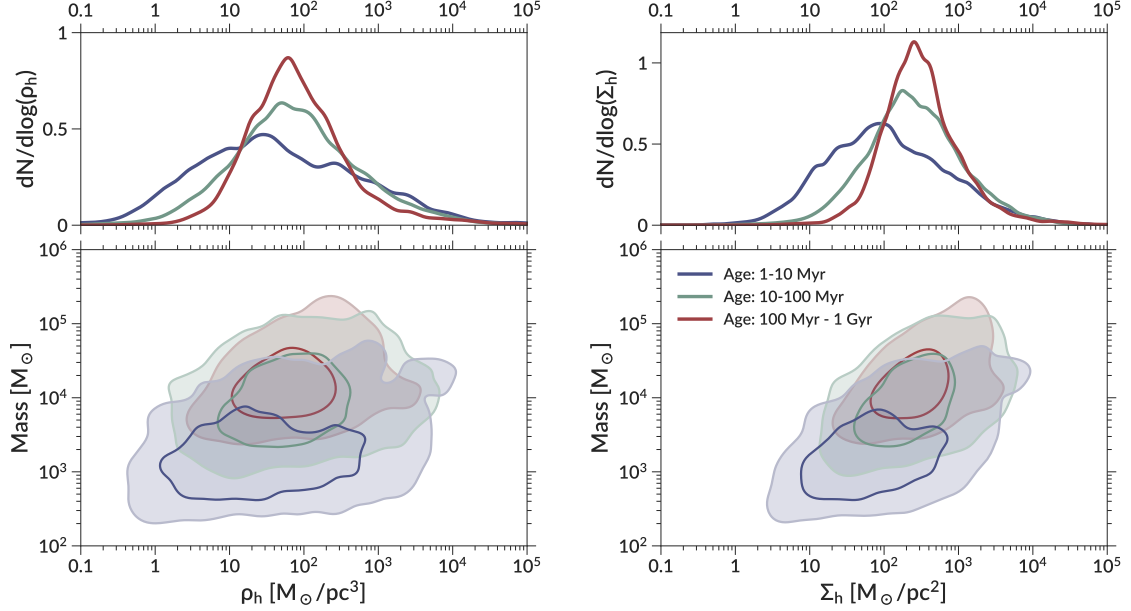 0.1 1 10 10² 10³ 10⁴ 10⁵
0.1 1 10 10² 10³ 10⁴ 10⁵
1
0.5
0
dN/dlog(ρₕ)
1
0.5
0
dN/dlog(Σₕ)
10⁶
10⁵
10⁴
10³
10²
Mass [M⊙]
10⁶
10⁵
10⁴
10³
10²
Mass [M⊙]
Age: 1-10 Myr
Age: 10-100 Myr
Age: 100 Myr - 1 Gyr
0.1 1 10 10² 10³ 10⁴ 10⁵
0.1 1 10 10² 10³ 10⁴ 10⁵
ρₕ [M⊙/pc³]
Σₕ [M⊙/pc²]